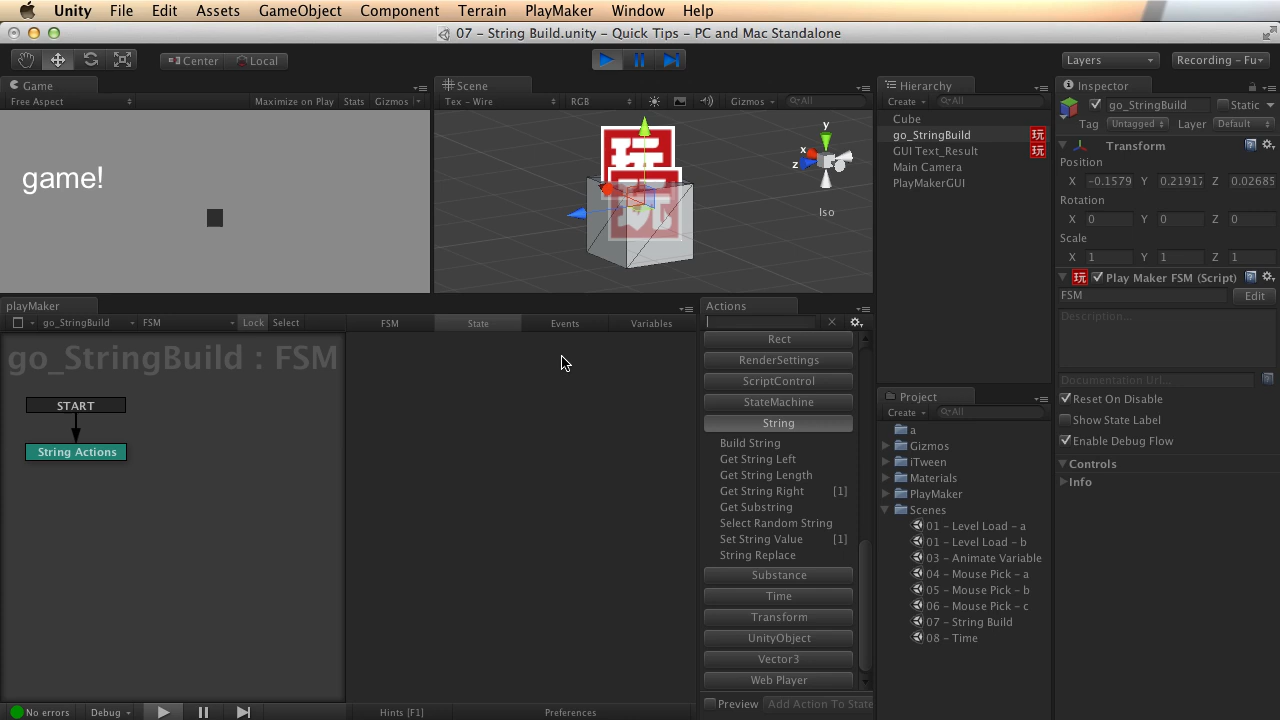 Unity File Edit Assets GameObject Component Terrain PlayMaker Window Help
07 – String Build.unity – Quick Tips – PC and Mac Standalone
Center Local
Layers
Recording – Fu
Game
Free Aspect
Maximize on Play Stats Gizmos
game!
Scene
Tex – Wire
RGB
Gizmos
All
玩
玩
y
x
z
Iso
Hierarchy
Create
All
Cube
go_StringBuild 玩
GUI Text_Result 玩
Main Camera
PlayMakerGUI
Inspector
go_StringBuild Static
Tag Untagged Layer Default
Transform
Position
X -0.1579 Y 0.21917 Z 0.02685
Rotation
X 0 Y 0 Z 0
Scale
X 1 Y 1 Z 1
玩 Play Maker FSM (Script)
FSM Edit
Description...
Documentation Url...
Reset On Disable
Show State Label
Enable Debug Flow
Controls
Info
playMaker
go_StringBuild FSM Lock Select
FSM State Events Variables
go_StringBuild : FSM
START
String Actions
No errors Debug
Hints [F1] Preferences
Actions
Rect
RenderSettings
ScriptControl
StateMachine
String
Build String
Get String Left
Get String Length
Get String Right [1]
Get Substring
Select Random String
Set String Value [1]
String Replace
Substance
Time
Transform
UnityObject
Vector3
Web Player
Preview Add Action To State
Project
Create
All
a
Gizmos
iTween
Materials
PlayMaker
Scenes
01 – Level Load – a
01 – Level Load – b
03 – Animate Variable
04 – Mouse Pick – a
05 – Mouse Pick – b
06 – Mouse Pick – c
07 – String Build
08 – Time